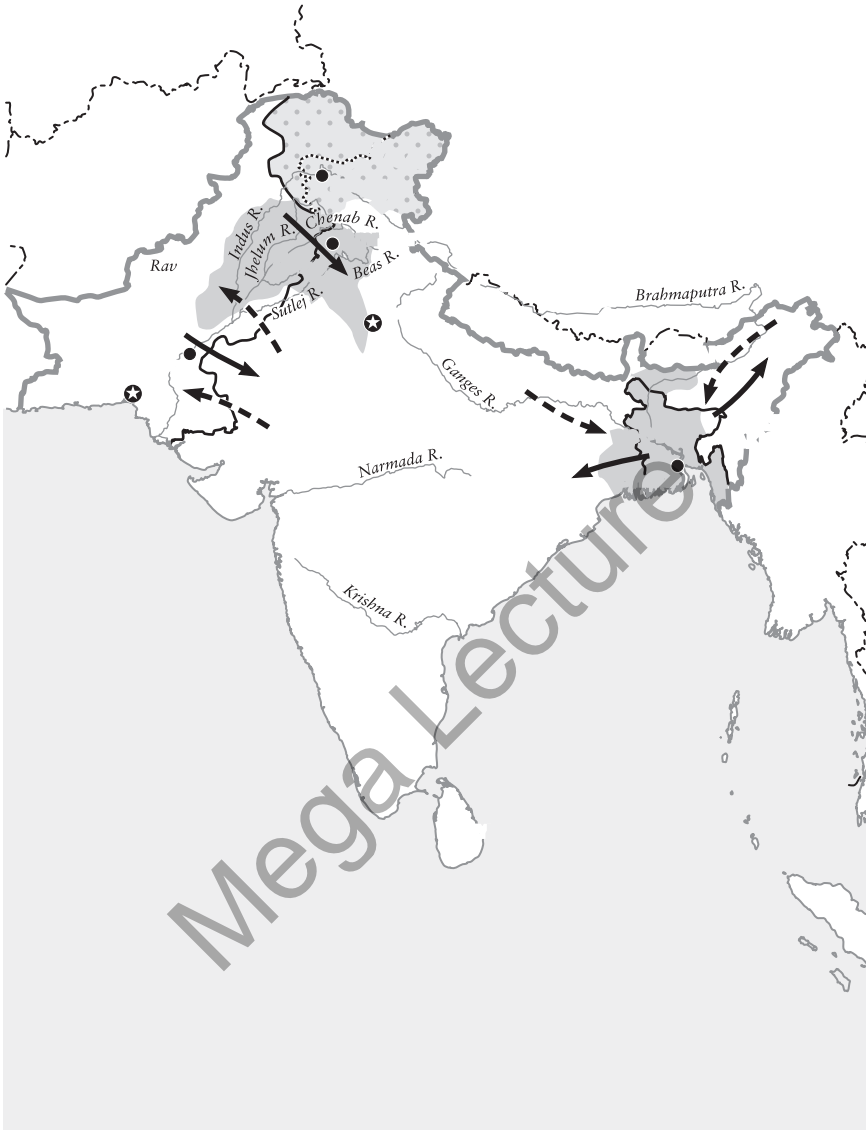 Indus R.
Jhelum R.
Chenab R.
Rav
Beas R.
Sutlej R.
Brahmaputra R.
Ganges R.
Narmada R.
Krishna R.
Mega Lecture